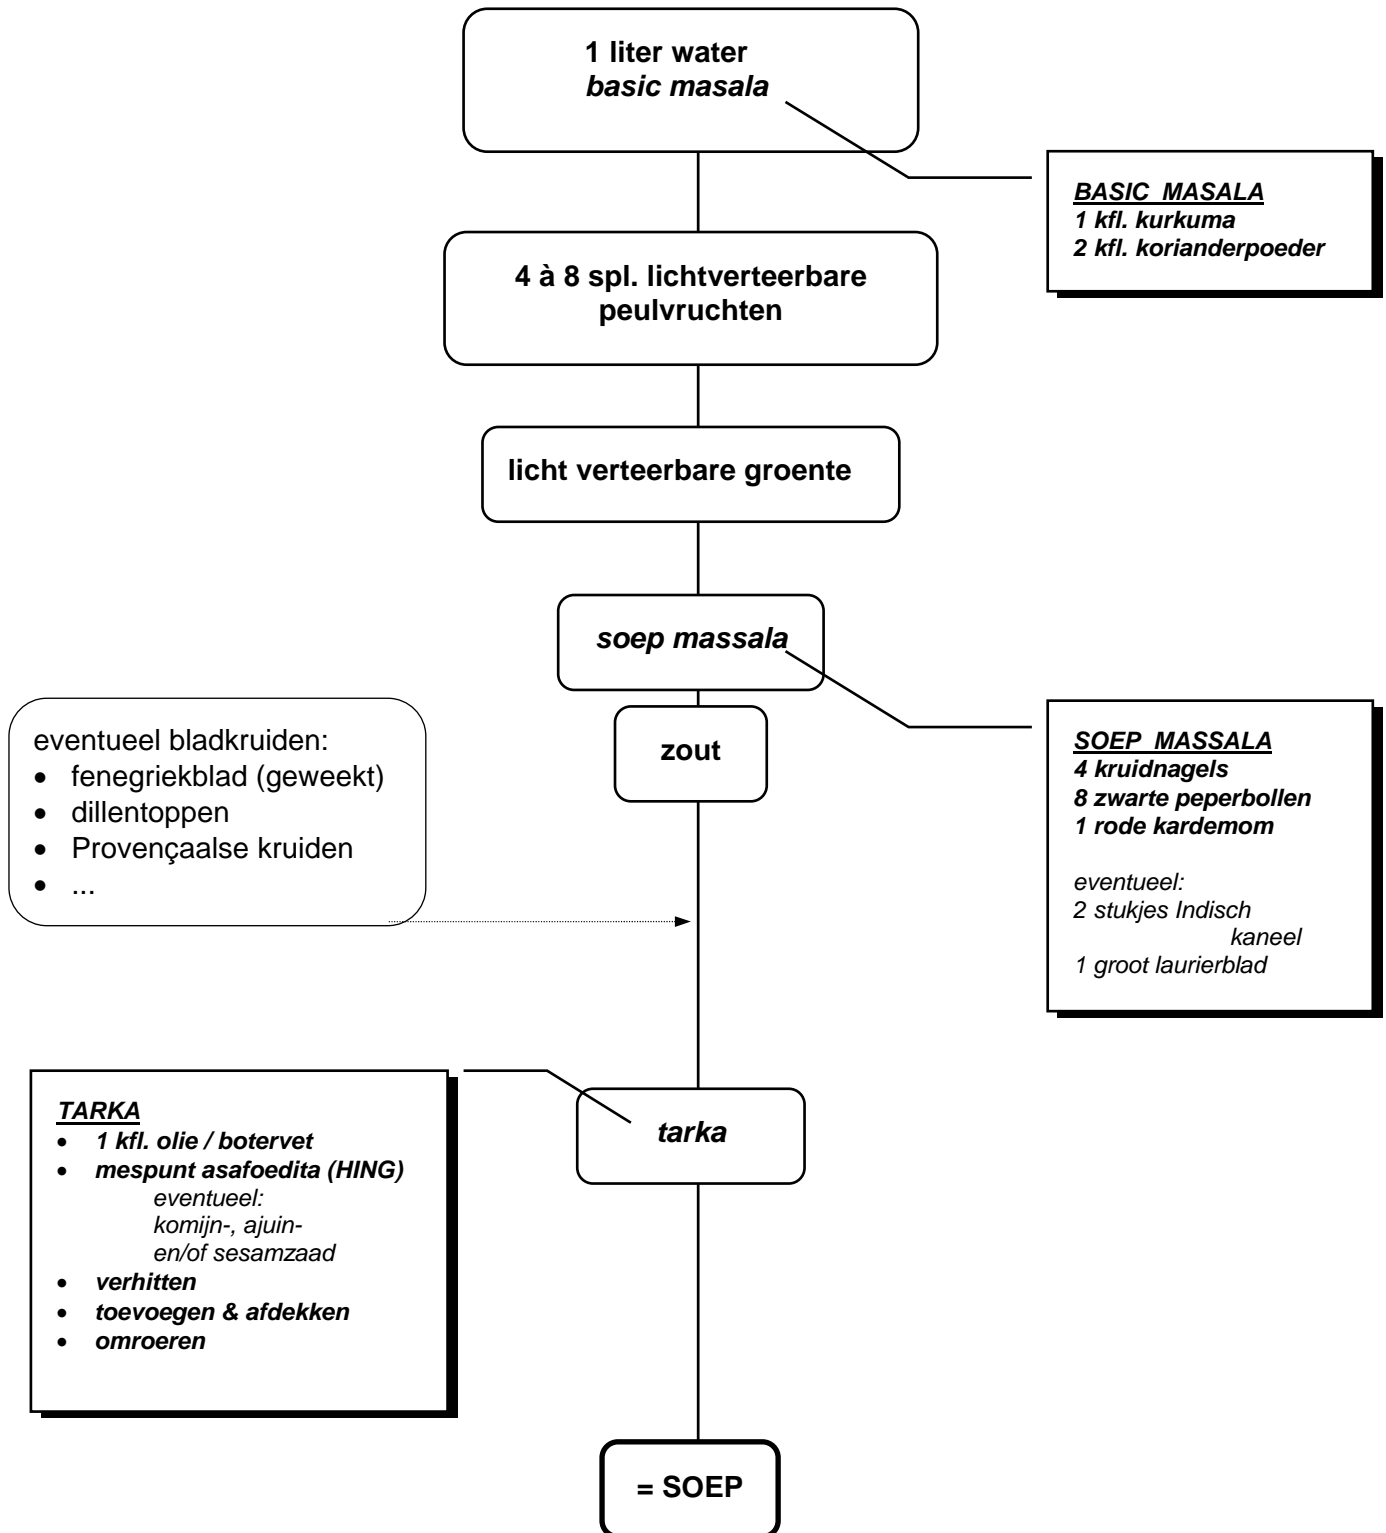 1 liter water
basic masala
BASIC MASALA
1 kfl. kurkuma
2 kfl. korianderpoeder
4 à 8 spl. lichtverteerbare
peulvruchten
licht verteerbare groente
soep massala
zout
SOEP MASSALA
4 kruidnagels
8 zwarte peperbollen
1 rode kardemom
eventueel:
2 stukjes Indisch
kaneel
1 groot laurierblad
eventueel bladkruiden:
• fenegriekblad (geweekt)
• dillentoppen
• Provençaalse kruiden
• ...
TARKA
• 1 kfl. olie / botervet
• mespunt asafoedita (HING)
eventueel:
komijn-, ajuin-
en/of sesamzaad
• verhitten
• toevoegen & afdekken
• omroeren
tarka
= SOEP